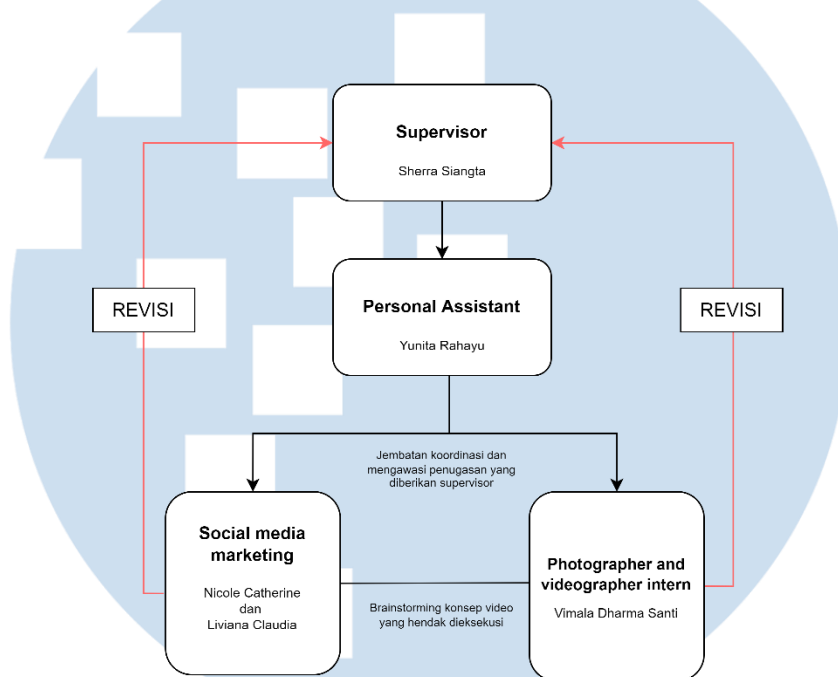 Supervisor
Sherra Siangta
Personal Assistant
Yunita Rahayu
REVISI
REVISI
Jembatan koordinasi dan
mengawasi penugasan yang
diberikan supervisor
Social media
marketing
Nicole Catherine
dan
Liviana Claudia
Brainstorming konsep video
yang hendak dieksekusi
Photographer and
videographer intern
Vimala Dharma Santi